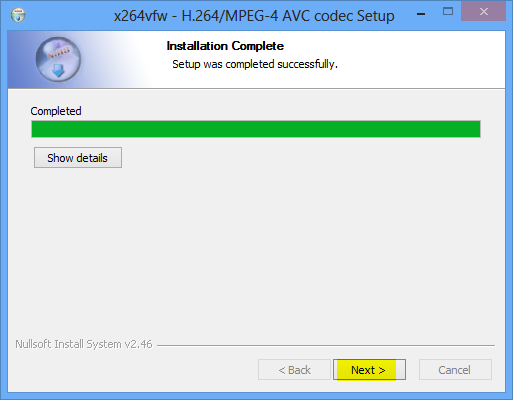 x264vfw - H.264/MPEG-4 AVC codec Setup
Installation Complete
Setup was completed successfully.
Completed
Show details
Nullsoft Install System v2.46
< Back
Next >
Cancel